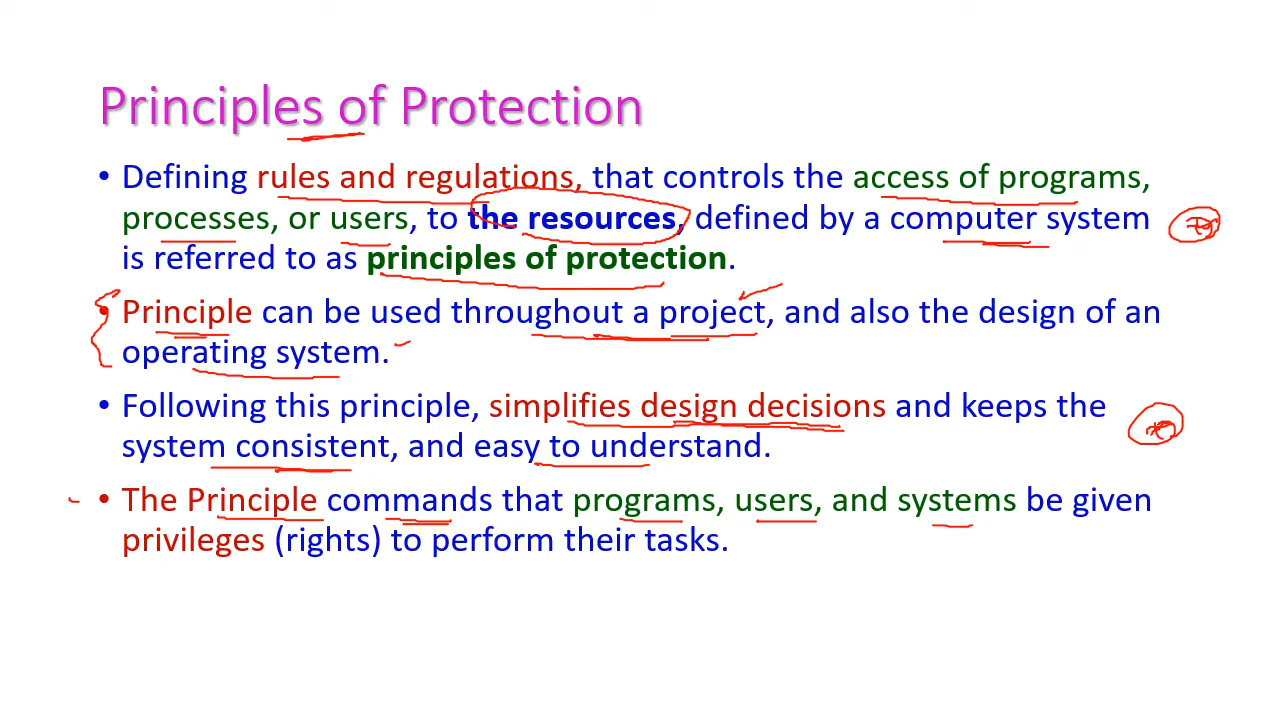 Principles of Protection
• Defining rules and regulations, that controls the access of programs,
processes, or users, to the resources, defined by a computer system
is referred to as principles of protection.
• Principle can be used throughout a project, and also the design of an
operating system.
• Following this principle, simplifies design decisions and keeps the
system consistent, and easy to understand.
• The Principle commands that programs, users, and systems be given
privileges (rights) to perform their tasks.